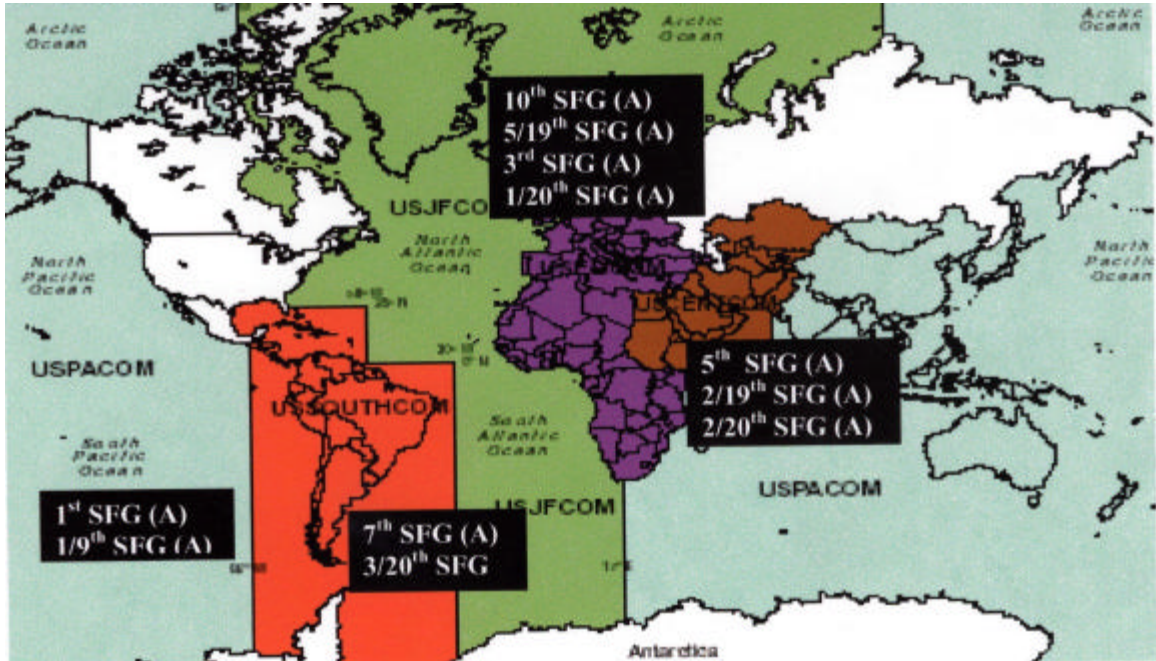 Arctic
Ocean
Arctic
Ocean
Arctic
Ocean
10th SFG (A)
5/19th SFG (A)
3rd SFG (A)
1/20th SFG (A)
USJFCO
North
Atlantic
Ocean
North
Pacific
Ocean
North
Pacific
Ocean
USCENTCOM
USPACOM
USSOUTHCOM
5th SFG (A)
2/19th SFG (A)
2/20th SFG (A)
South
Atlantic
Ocean
South
Pacific
Ocean
USPACOM
USJFCOM
1st SFG (A)
1/9th SFG (A)
7th SFG (A)
3/20th SFG
Antarctica